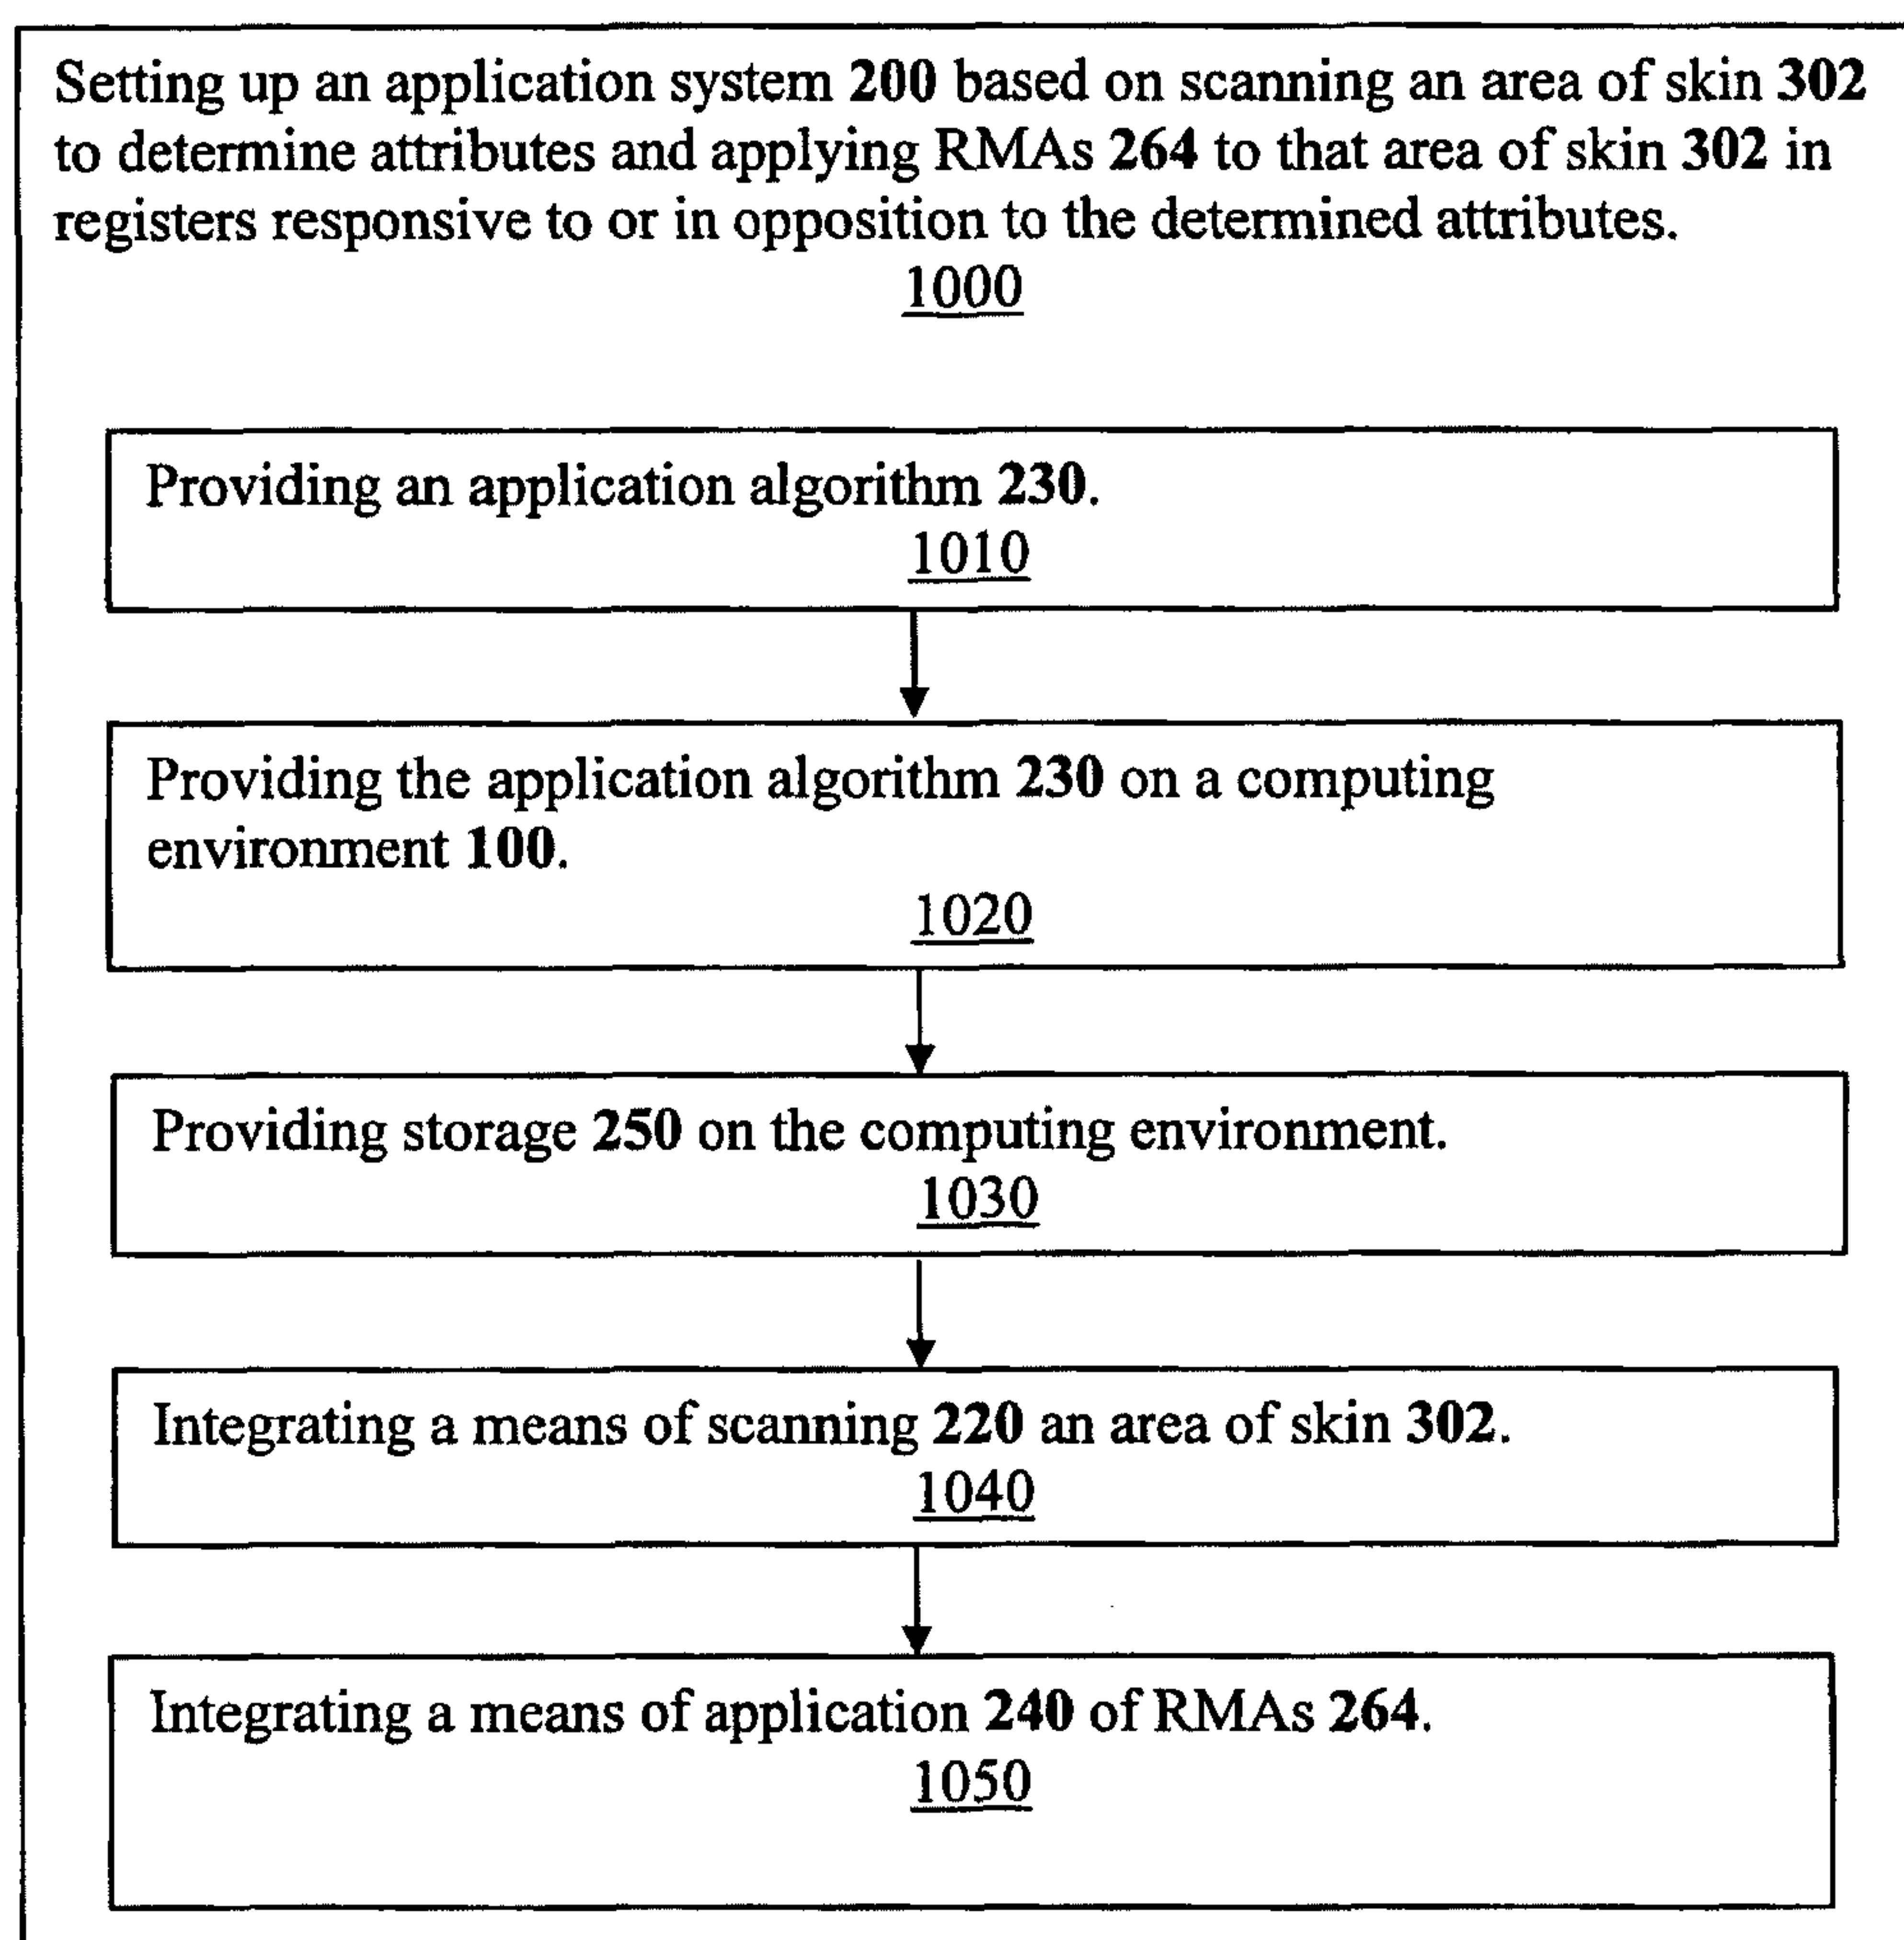 Setting up an application system 200 based on scanning an area of skin 302
to determine attributes and applying RMAs 264 to that area of skin 302 in
registers responsive to or in opposition to the determined attributes.
1000
Providing an application algorithm 230.
1010
Providing the application algorithm 230 on a computing
environment 100.
1020
Providing storage 250 on the computing environment.
1030
Integrating a means of scanning 220 an area of skin 302.
1040
Integrating a means of application 240 of RMAs 264.
1050